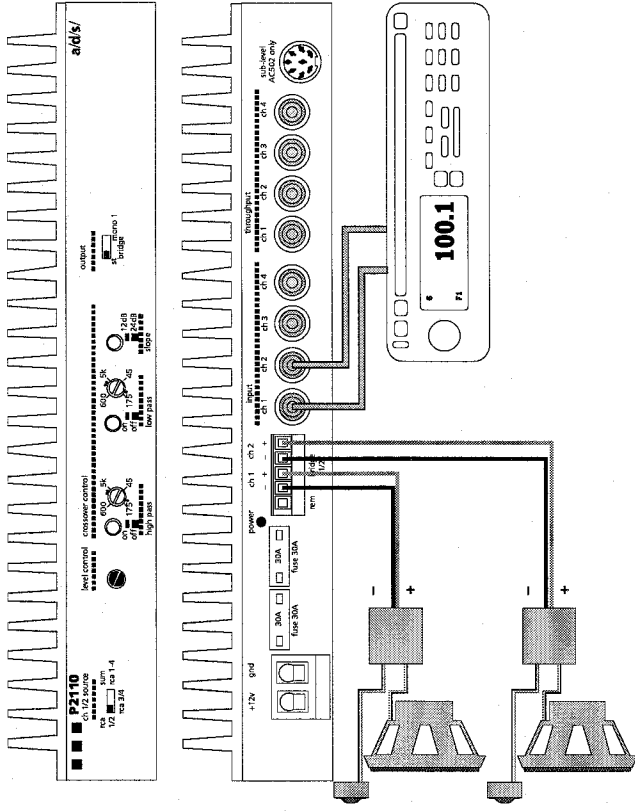 P2110
ch 1/2 source
rca sum
1/2 rca 1-4
rca 3/4
level control
crossover control
600 5k
on 175 45
off
high pass
600 5k
on 175 45
off
low pass
12dB
24dB
slope
output
st mono 1
bridge
a/d/s/
+12v gnd
30A 30A
fuse 30A fuse 30A
power
rem
ch 1 ch 2
- + - +
bridge
1/2
input
ch 1 ch 2 ch 3 ch 4
throughput
ch 1 ch 2 ch 3 ch 4
sub-level
AC502 only
6
F1
100.1
- +
- +